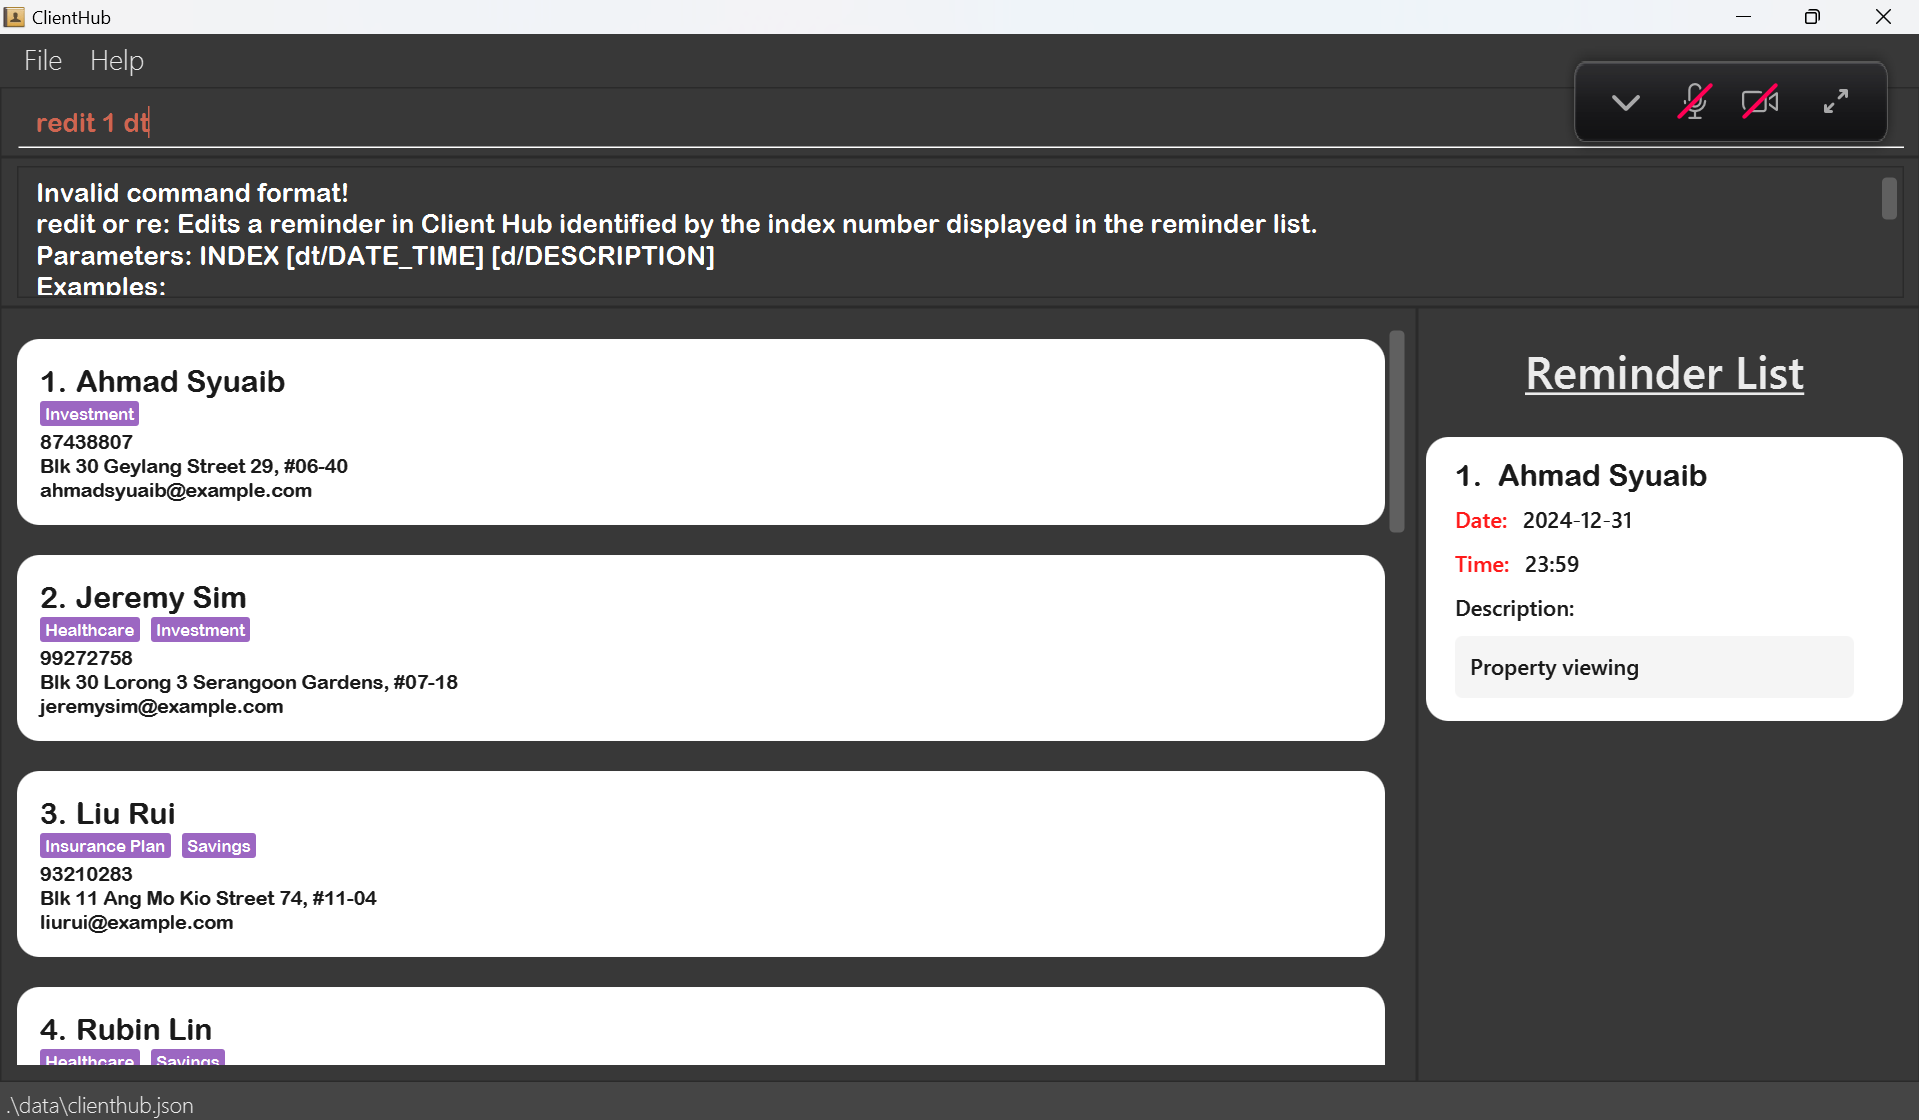 ClientHub
File Help
redit 1 dt
Invalid command format!
redit or re: Edits a reminder in Client Hub identified by the index number displayed in the reminder list.
Parameters: INDEX [dt/DATE_TIME] [d/DESCRIPTION]
Examples:
1. Ahmad Syuaib
Investment
87438807
Blk 30 Geylang Street 29, #06-40
ahmadsyuaib@example.com
2. Jeremy Sim
Healthcare Investment
99272758
Blk 30 Lorong 3 Serangoon Gardens, #07-18
jeremysim@example.com
3. Liu Rui
Insurance Plan Savings
93210283
Blk 11 Ang Mo Kio Street 74, #11-04
liurui@example.com
4. Rubin Lin
Healthcare Savings
Reminder List
1. Ahmad Syuaib
Date: 2024-12-31
Time: 23:59
Description:
Property viewing
.\data\clienthub.json